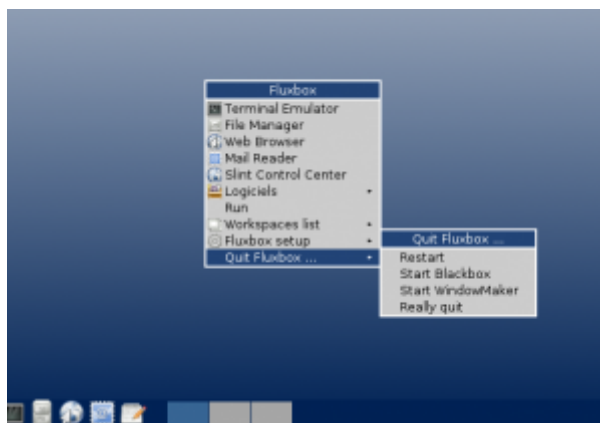 Fluxbox
Terminal Emulator
File Manager
Web Browser
Mail Reader
Slint Control Center
Logiciels
Run
Workspaces list
Fluxbox setup
Quit Fluxbox ...
Quit Fluxbox ...
Restart
Start Blackbox
Start WindowMaker
Really quit